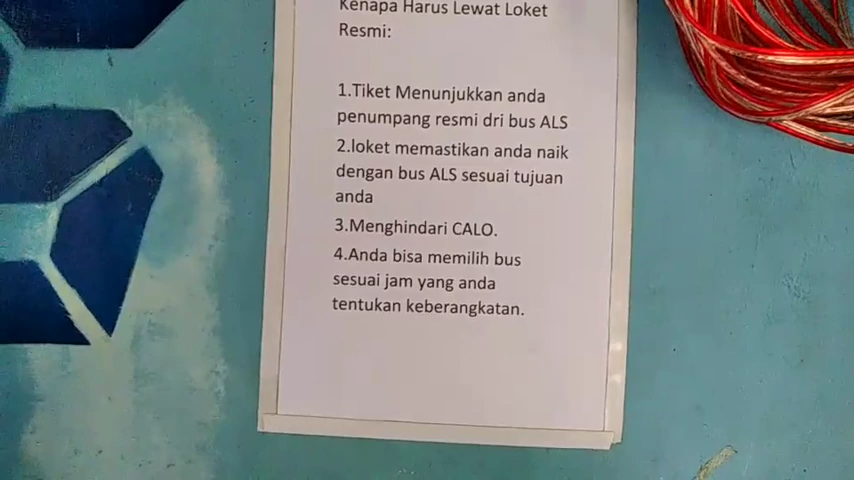 Kenapa Harus Lewat Loket
Resmi:
1.Tiket Menunjukkan anda
penumpang resmi dri bus ALS
2.loket memastikan anda naik
dengan bus ALS sesuai tujuan
anda
3.Menghindari CALO.
4.Anda bisa memilih bus
sesuai jam yang anda
tentukan keberangkatan.